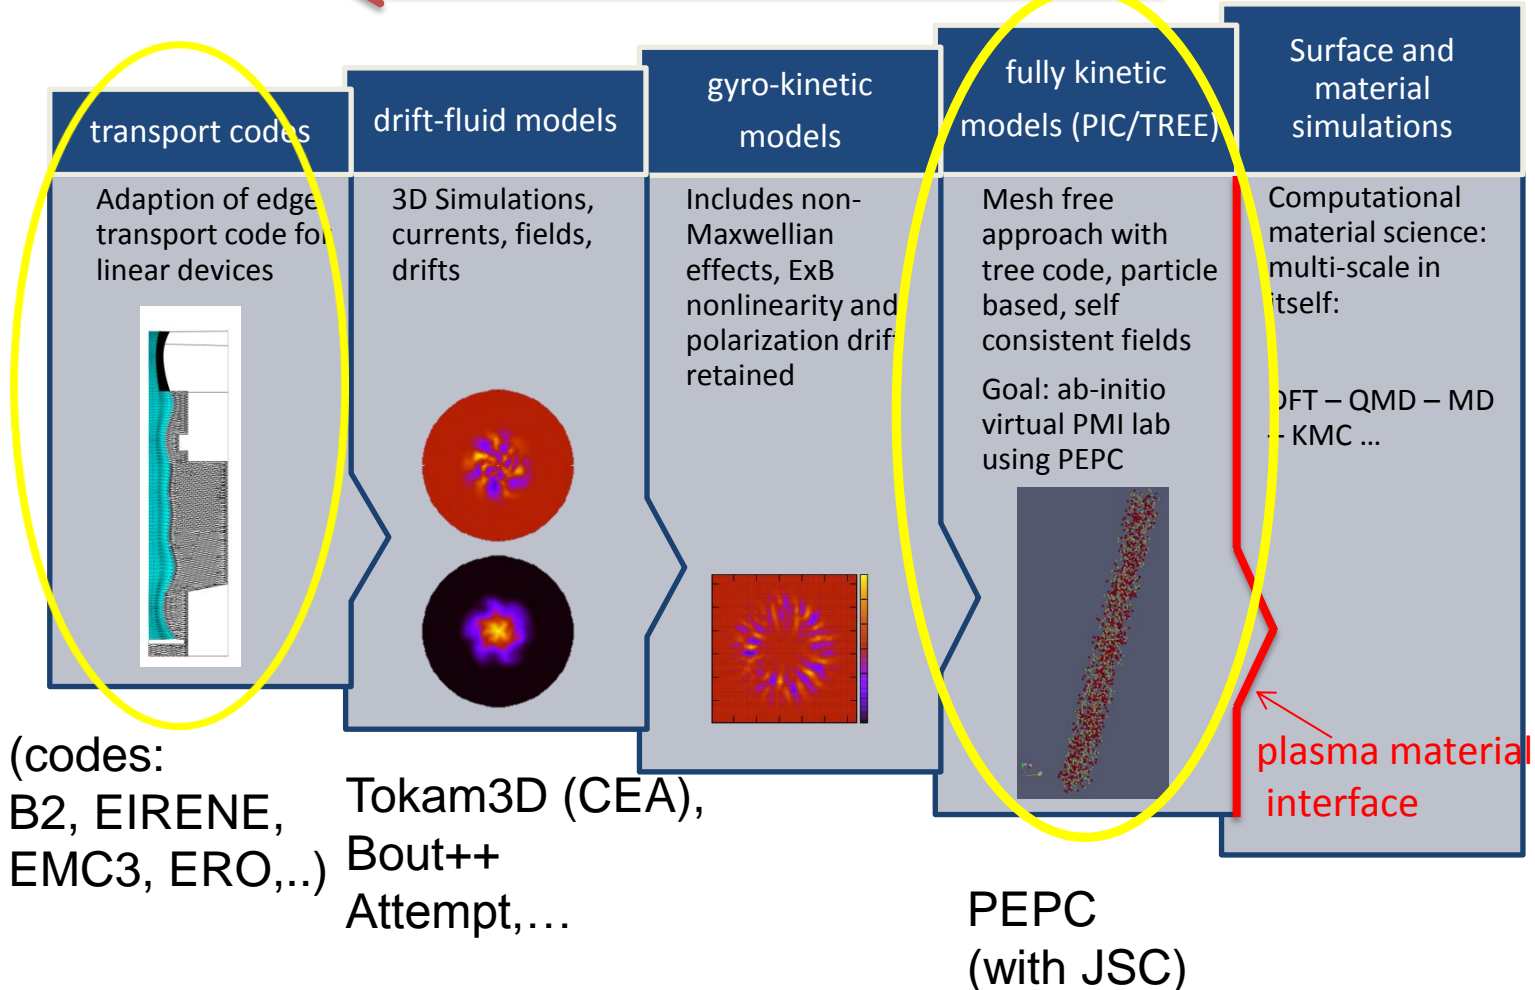 transport codes
Adaption of edge
transport code for
linear devices
(codes:
B2, EIRENE,
EMC3, ERO,..)
drift-fluid models
3D Simulations,
currents, fields,
drifts
Tokam3D (CEA),
Bout++
Attempt,…
gyro-kinetic
models
Includes non-
Maxwellian
effects, ExB
nonlinearity and
polarization drift
retained
fully kinetic
models (PIC/TREE)
Mesh free
approach with
tree code, particle
based, self
consistent fields
Goal: ab-initio
virtual PMI lab
using PEPC
PEPC
(with JSC)
Surface and
material
simulations
Computational
material science:
multi-scale in
itself:
DFT – QMD – MD
– KMC …
plasma material
interface